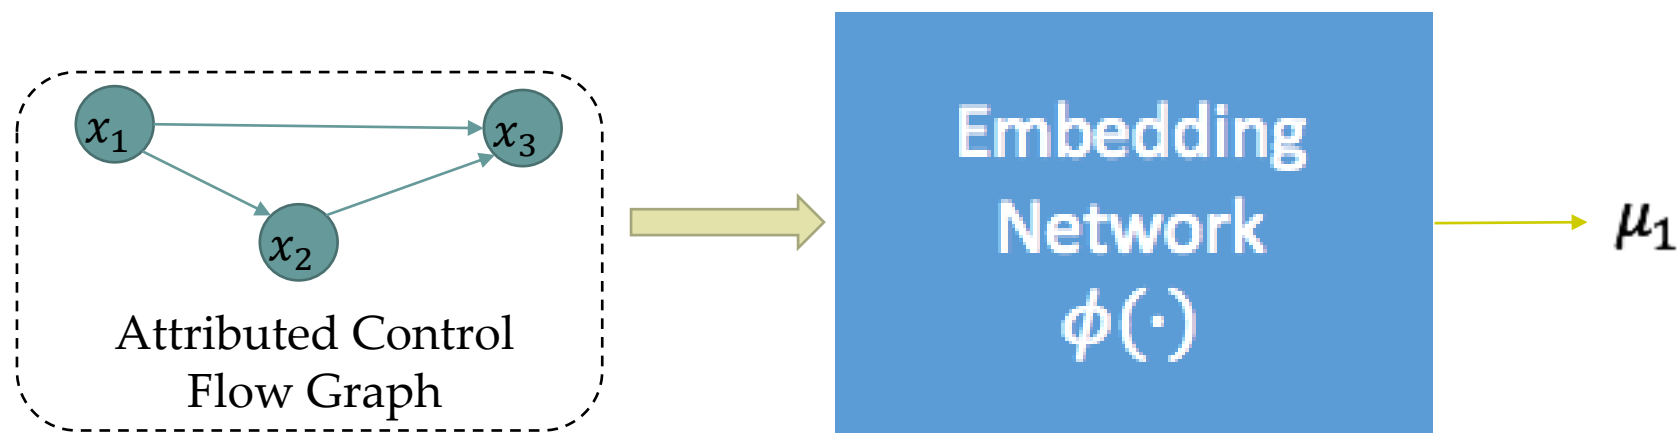 x₁
x₃
x₂
Attributed Control
Flow Graph
Embedding
Network
ϕ(·)
μ₁